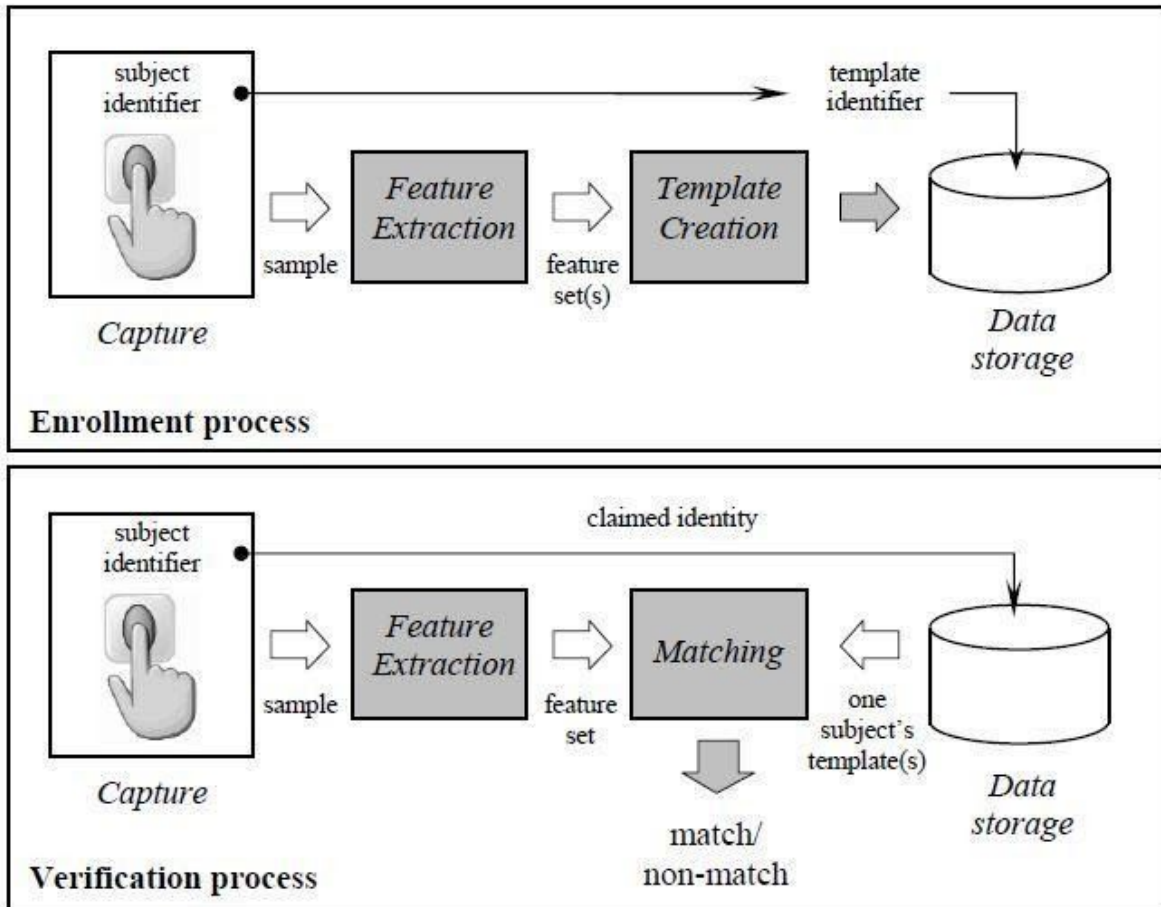 subject
identifier
template
identifier
Feature
Extraction
Template
Creation
sample
feature
set(s)
Capture
Data
storage
Enrollment process
subject
identifier
claimed identity
Feature
Extraction
Matching
sample
feature
set
one
subject's
template(s)
Capture
Data
storage
match/
non-match
Verification process